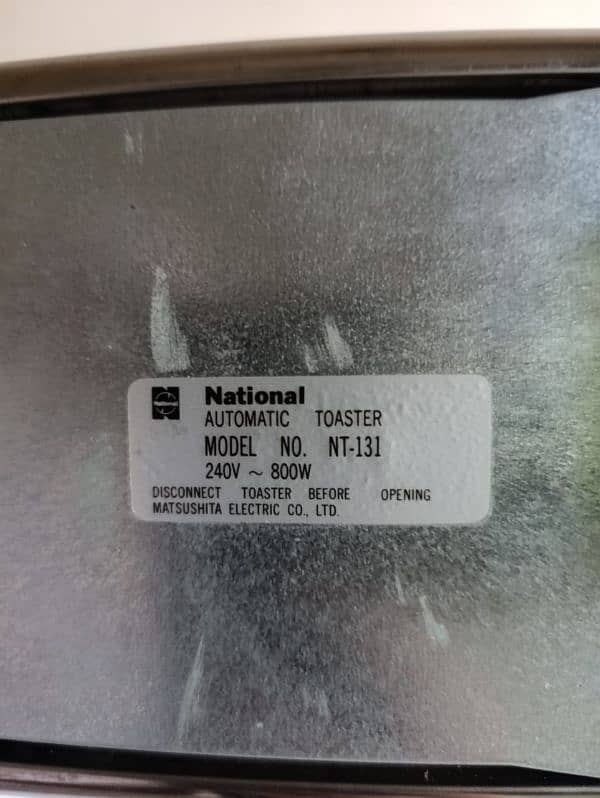 National
AUTOMATIC TOASTER
MODEL NO. NT-131
240V ~ 800W
DISCONNECT TOASTER BEFORE OPENING
MATSUSHITA ELECTRIC CO., LTD.